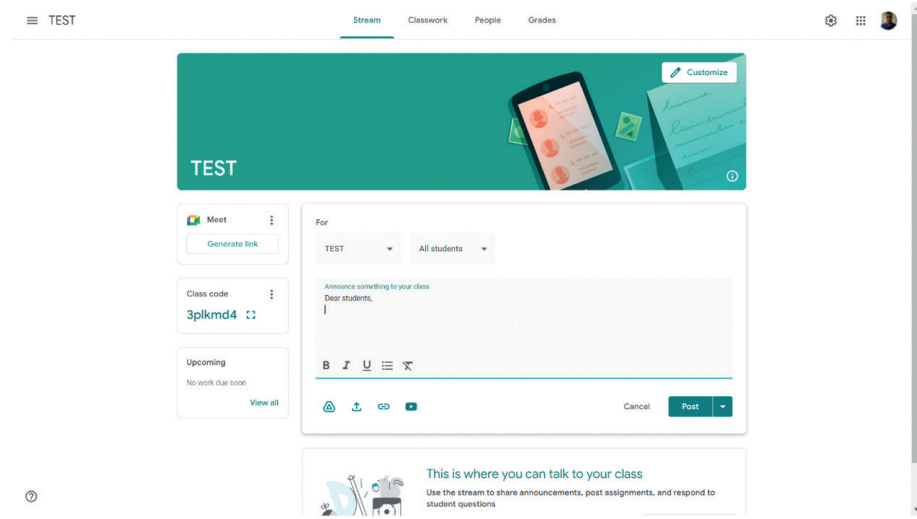 TEST
Stream Classwork People Grades
Customize
TEST
Meet
Generate link
Class code
3plkmd4
Upcoming
No work due soon
View all
For
TEST All students
Announce something to your class
Dear students,
B I U
Cancel Post
This is where you can talk to your class
Use the stream to share announcements, post assignments, and respond to
student questions